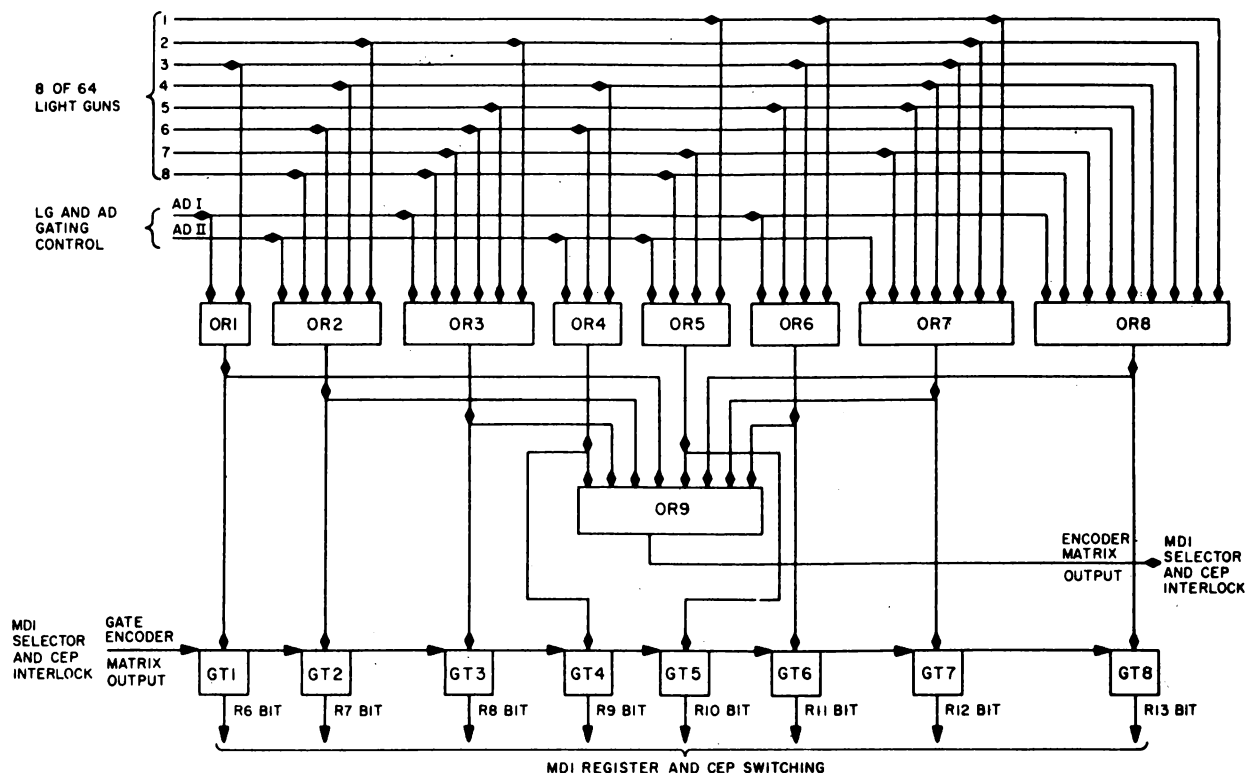 1
2
3
4
5
6
7
8
8 OF 64
LIGHT GUNS
AD I
AD II
LG AND AD
GATING
CONTROL
OR1
OR2
OR3
OR4
OR5
OR6
OR7
OR8
OR9
ENCODER
MATRIX
OUTPUT
MDI
SELECTOR
AND CEP
INTERLOCK
MDI
SELECTOR
AND CEP
INTERLOCK
GATE
ENCODER
MATRIX
OUTPUT
GT1
GT2
GT3
GT4
GT5
GT6
GT7
GT8
R6 BIT
R7 BIT
R8 BIT
R9 BIT
R10 BIT
R11 BIT
R12 BIT
R13 BIT
MDI REGISTER AND CEP SWITCHING